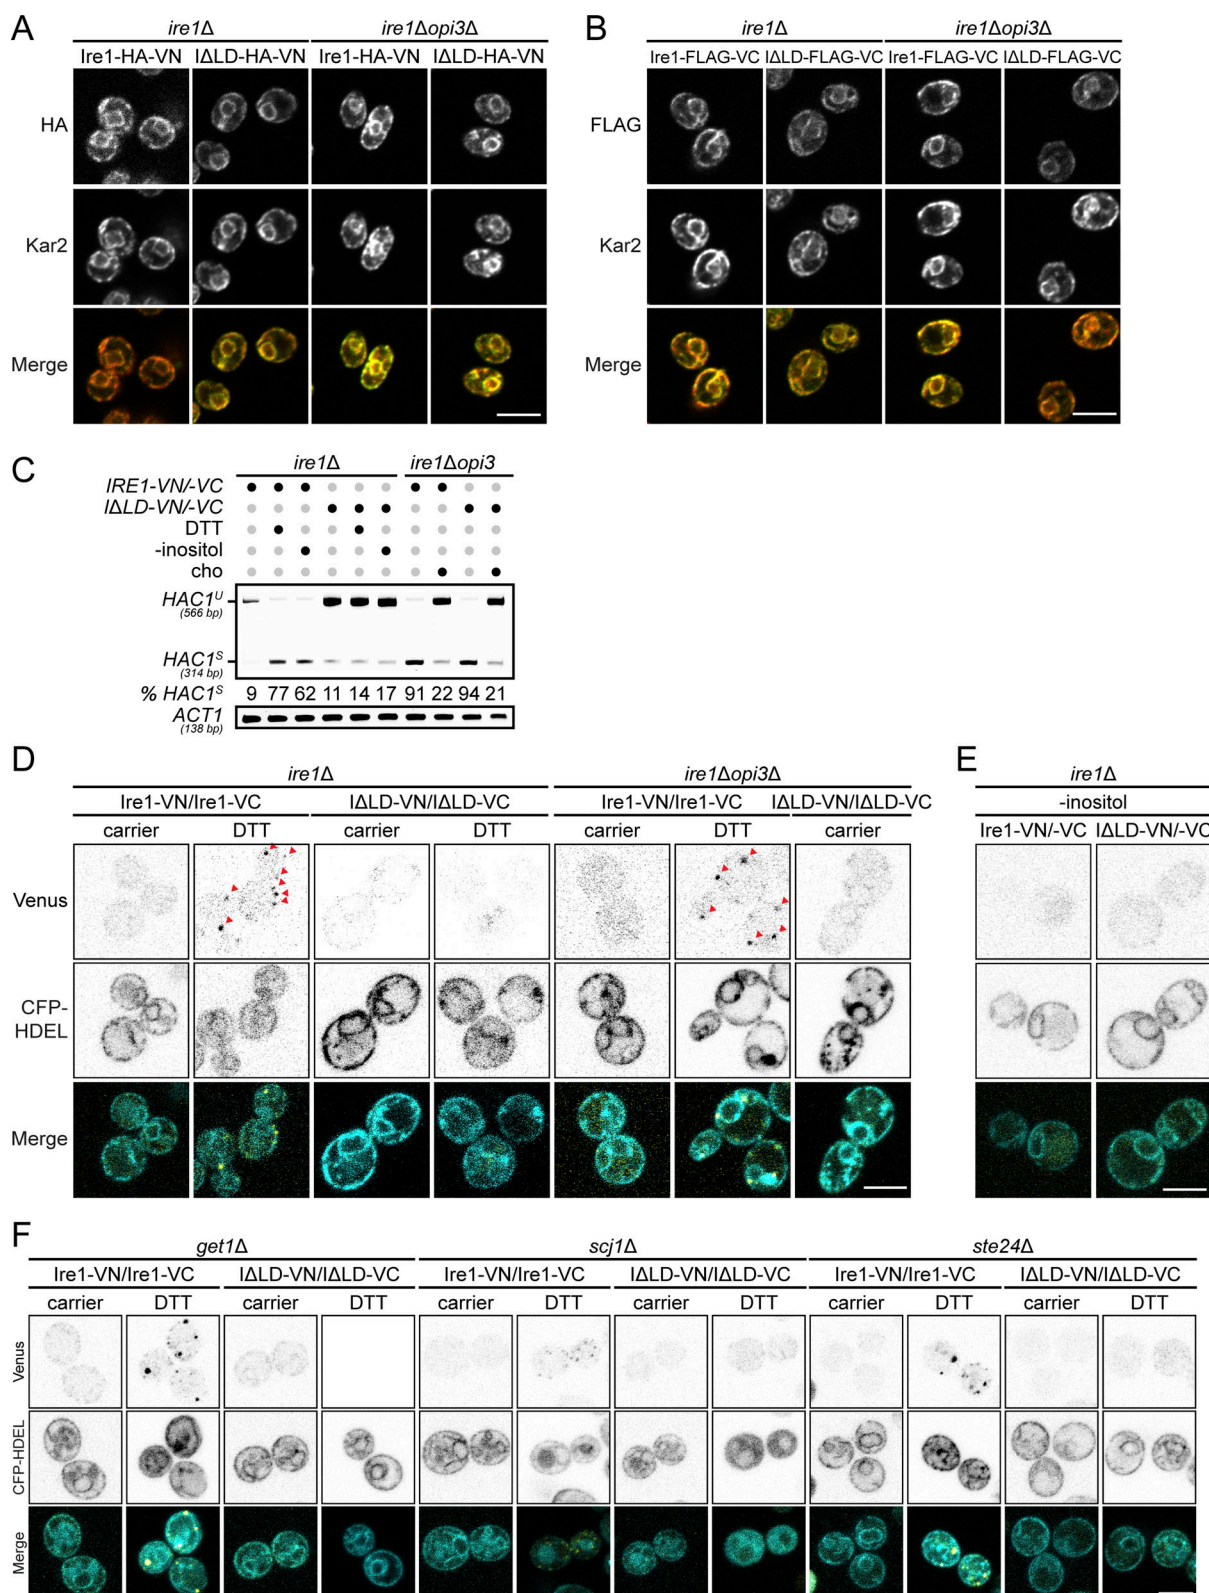 A
ire1Δ
ire1Δopi3Δ
Ire1-HA-VN
IΔLD-HA-VN
Ire1-HA-VN
IΔLD-HA-VN
HA
Kar2
Merge
B
ire1Δ
ire1Δopi3Δ
Ire1-FLAG-VC
IΔLD-FLAG-VC
Ire1-FLAG-VC
IΔLD-FLAG-VC
FLAG
Kar2
Merge
C
ire1Δ
ire1Δopi3
IRE1-VN/-VC
IΔLD-VN/-VC
DTT
-inositol
cho
HAC1ᵁ
(566 bp)
HAC1ˢ
(314 bp)
% HAC1ˢ 9 77 62 11 14 17 91 22 94 21
ACT1
(138 bp)
D
ire1Δ
ire1Δopi3Δ
Ire1-VN/Ire1-VC
IΔLD-VN/IΔLD-VC
Ire1-VN/Ire1-VC
IΔLD-VN/IΔLD-VC
carrier
DTT
carrier
DTT
carrier
DTT
carrier
Venus
CFP-
HDEL
Merge
E
ire1Δ
-inositol
Ire1-VN/-VC
IΔLD-VN/-VC
F
get1Δ
scj1Δ
ste24Δ
Ire1-VN/Ire1-VC
IΔLD-VN/IΔLD-VC
Ire1-VN/Ire1-VC
IΔLD-VN/IΔLD-VC
Ire1-VN/Ire1-VC
IΔLD-VN/IΔLD-VC
carrier
DTT
carrier
DTT
carrier
DTT
carrier
DTT
carrier
DTT
carrier
DTT
Venus
CFP-HDEL
Merge